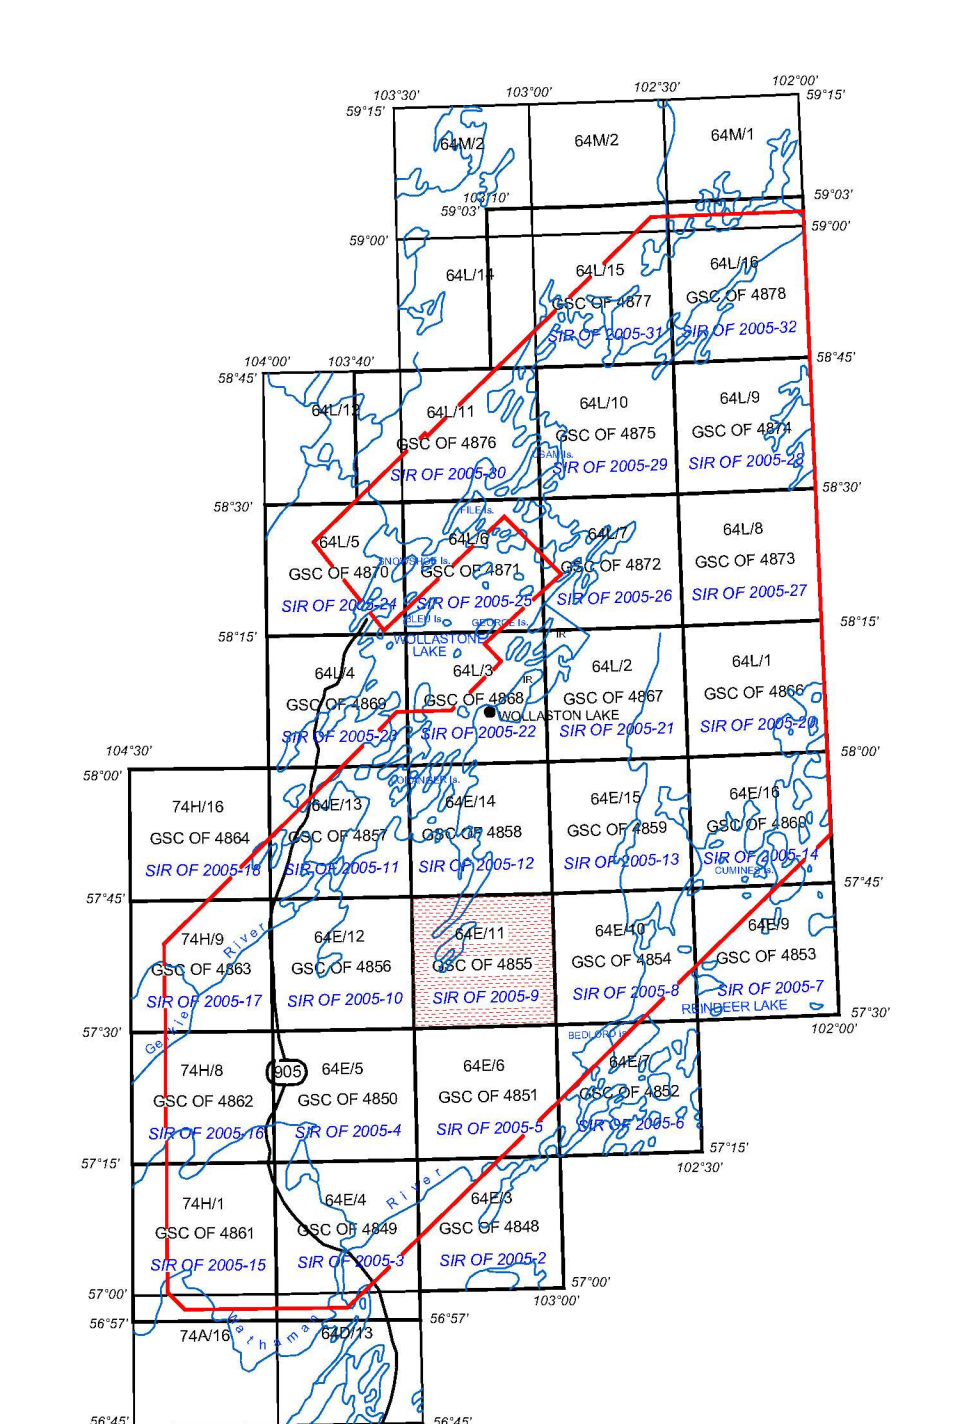 102°00'
102°30'
103°00'
103°30'
59°15'
59°15'
64M/2
64M/2
64M/1
103°10'
59°03'
59°03'
59°00'
59°00'
64L/14
64L/15
64L/16
GSC OF 4877
GSC OF 4878
SIR OF 2005-31
SIR OF 2005-32
104°00'
103°40'
58°45'
58°45'
64L/12
64L/11
64L/10
64L/9
GSC OF 4876
GSC OF 4875
GSC OF 4874
SIR OF 2005-30
USAM Is.
SIR OF 2005-29
SIR OF 2005-28
58°30'
58°30'
FILE Is.
64L/5
64L/6
64L/7
64L/8
SNOWSHOE Is.
GSC OF 4870
GSC OF 4871
GSC OF 4872
GSC OF 4873
SIR OF 2005-24
SIR OF 2005-25
SIR OF 2005-26
SIR OF 2005-27
BLEU Is.
GEORGE Is.
58°15'
58°15'
IR
WOLLASTON
LAKE
64L/4
64L/3
64L/2
64L/1
IR
GSC OF 4869
GSC OF 4868
GSC OF 4867
GSC OF 4866
WOLLASTON LAKE
SIR OF 2005-23
SIR OF 2005-22
SIR OF 2005-21
SIR OF 2005-20
104°30'
58°00'
58°00'
74H/16
64E/13
64E/14
64E/15
64E/16
GSC OF 4864
GSC OF 4857
GSC OF 4858
GSC OF 4859
GSC OF 4860
SIR OF 2005-18
SIR OF 2005-11
SIR OF 2005-12
SIR OF 2005-13
SIR OF 2005-14
CUMINES Is.
57°45'
57°45'
74H/9
River
64E/12
64E/11
64E/10
64E/9
GSC OF 4863
GSC OF 4856
GSC OF 4855
GSC OF 4854
GSC OF 4853
SIR OF 2005-17
SIR OF 2005-10
SIR OF 2005-9
SIR OF 2005-8
SIR OF 2005-7
REINDEER LAKE
Geikie
57°30'
57°30'
102°00'
BEDFORD Is.
74H/8
905
64E/5
64E/6
64E/7
GSC OF 4862
GSC OF 4850
GSC OF 4851
GSC OF 4852
SIR OF 2005-16
SIR OF 2005-4
SIR OF 2005-5
SIR OF 2005-6
57°15'
57°15'
102°30'
74H/1
64E/4
River
64E/3
GSC OF 4861
GSC OF 4849
GSC OF 4848
SIR OF 2005-15
SIR OF 2005-3
SIR OF 2005-2
57°00'
57°00'
103°00'
56°57'
56°57'
Wathaman
74A/16
64D/13
56°45'
56°45'